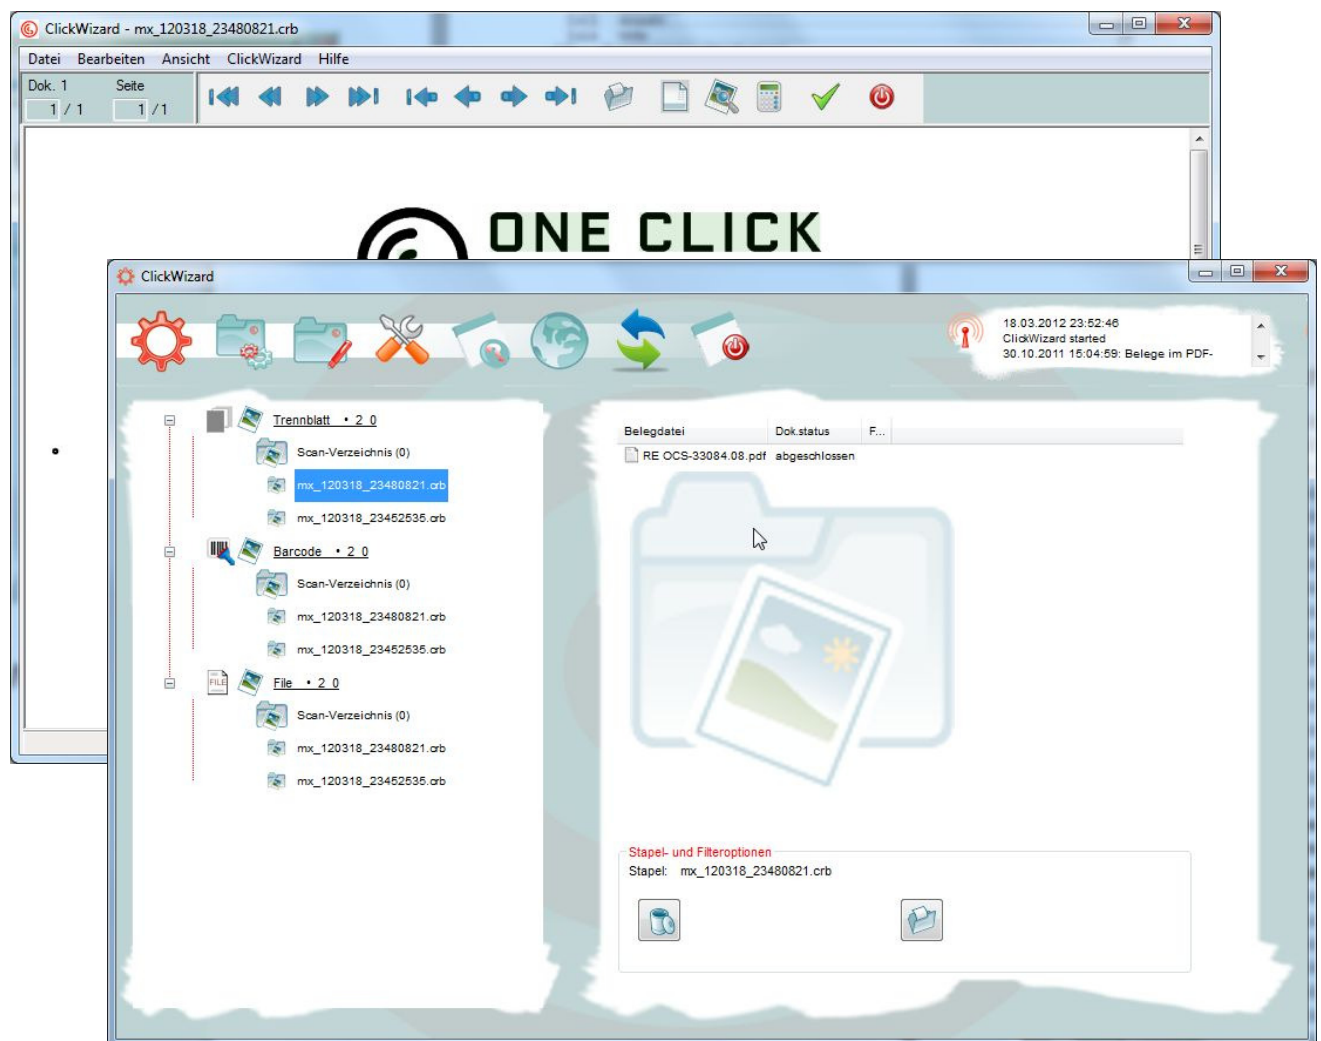 ClickWizard - mx_120318_23480821.crb
Datei Bearbeiten Ansicht ClickWizard Hilfe
Dok. 1 Seite
1 / 1 1 / 1
ONE CLICK
ClickWizard
18.03.2012 23:52:46
ClickWizard started
30.10.2011 15:04:59: Belege im PDF-
Trennblatt • 2 0
Scan-Verzeichnis (0)
mx_120318_23480821.crb
mx_120318_23452535.crb
Barcode • 2 0
Scan-Verzeichnis (0)
mx_120318_23480821.crb
mx_120318_23452535.crb
FILE
File • 2 0
Scan-Verzeichnis (0)
mx_120318_23480821.crb
mx_120318_23452535.crb
Belegdatei Dok.status F...
RE OCS-33084.08.pdf abgeschlossen
Stapel- und Filteroptionen
Stapel: mx_120318_23480821.crb